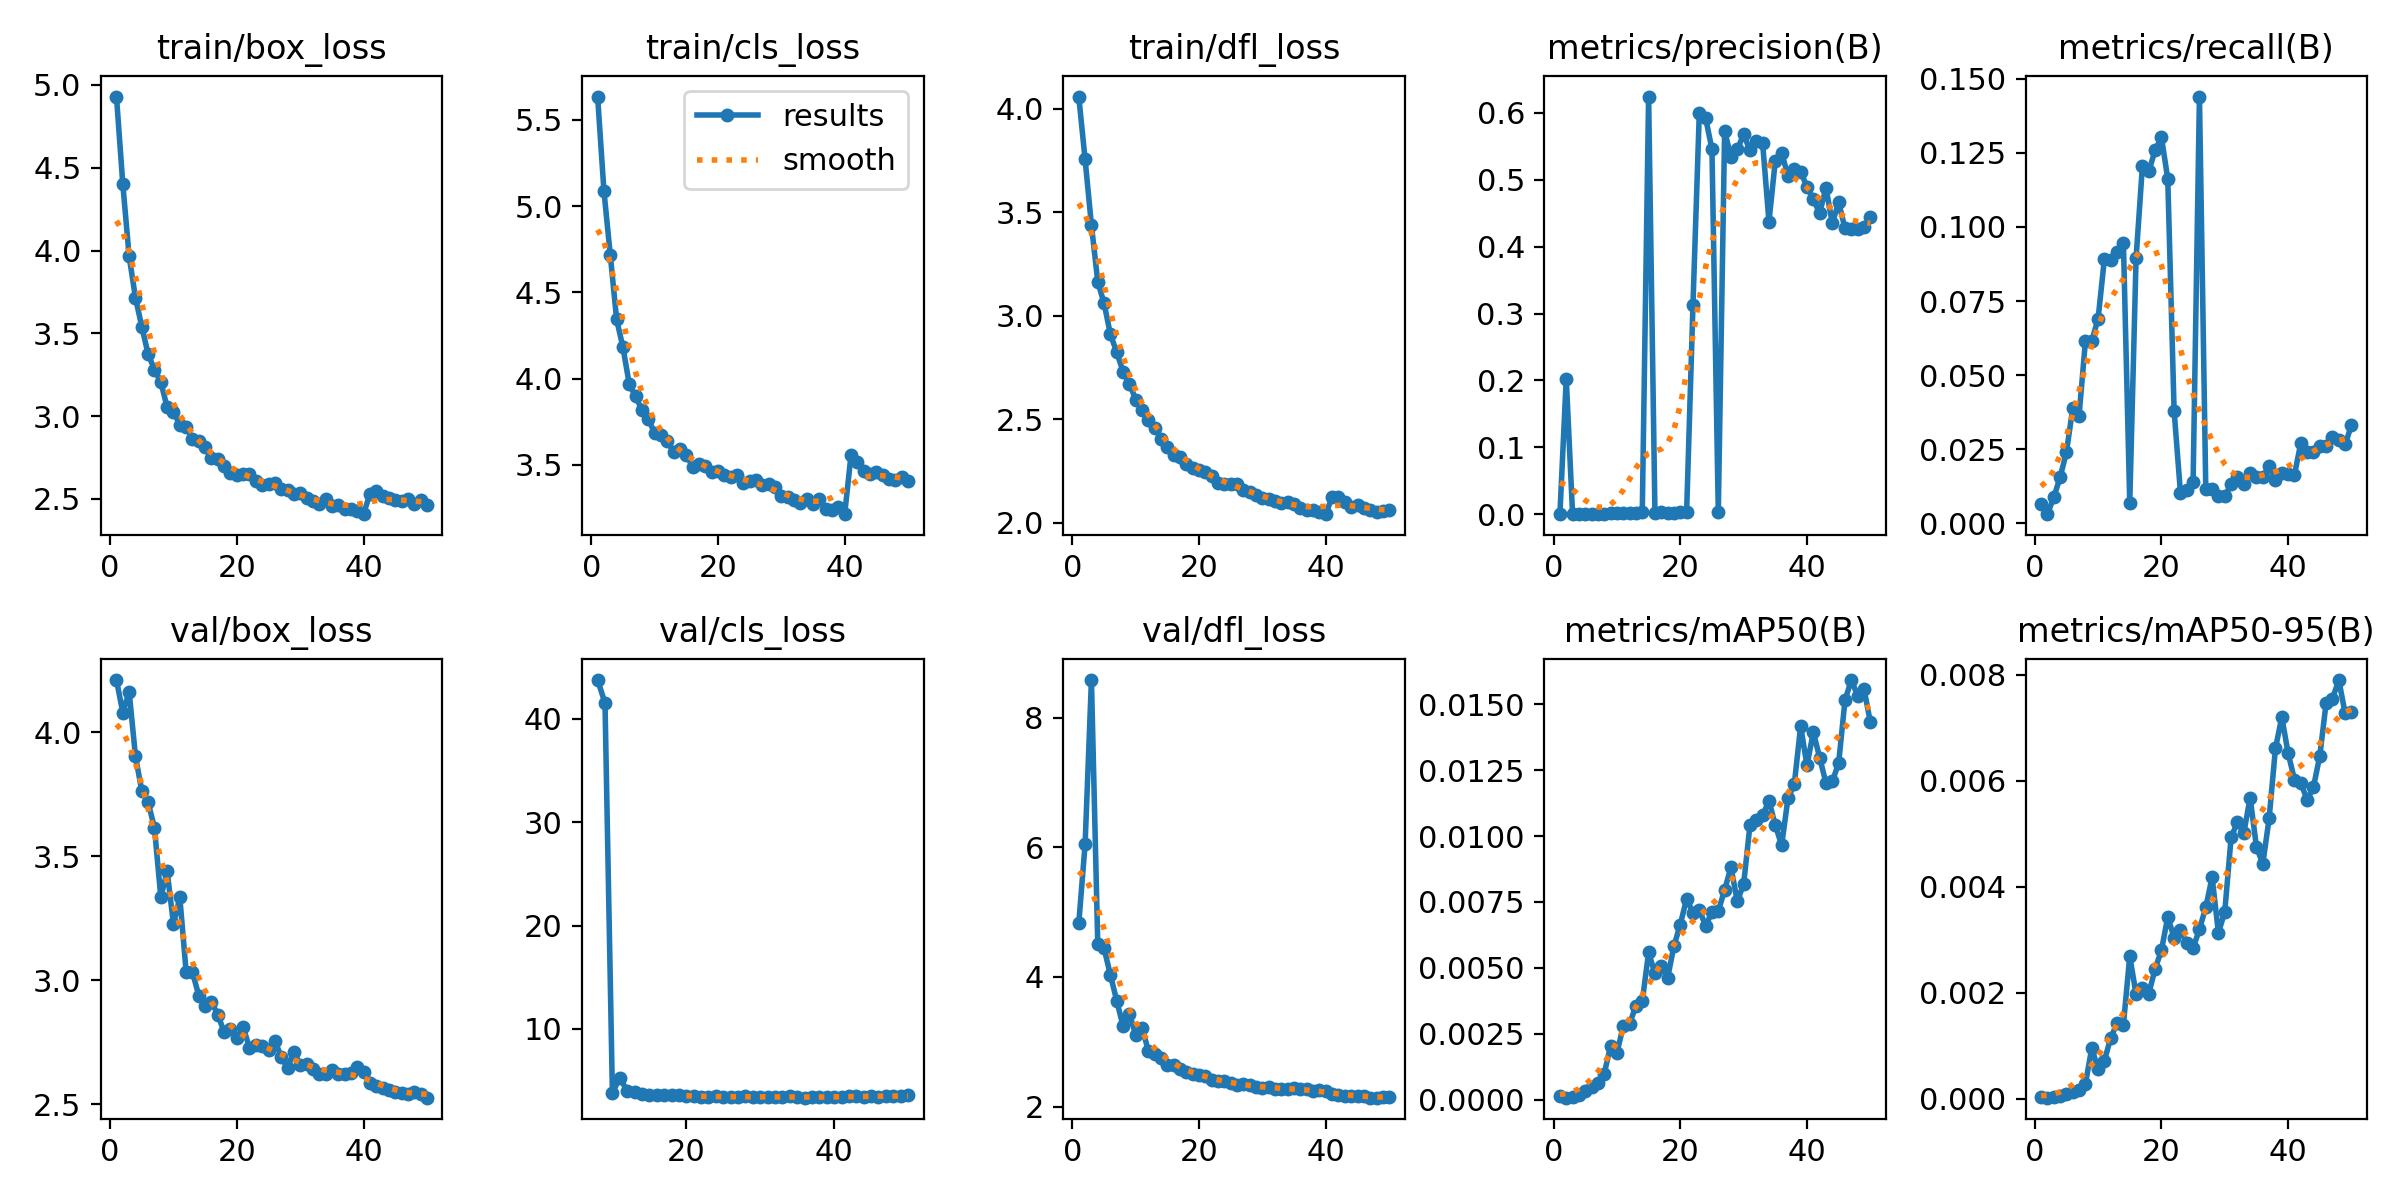 train/box_loss
train/cls_loss
train/dfl_loss
metrics/precision(B)
metrics/recall(B)
5.0
4.5
4.0
3.5
3.0
2.5
0 20 40
results
smooth
5.5
5.0
4.5
4.0
3.5
0 20 40
4.0
3.5
3.0
2.5
2.0
0 20 40
0.6
0.5
0.4
0.3
0.2
0.1
0.0
0 20 40
0.150
0.125
0.100
0.075
0.050
0.025
0.000
0 20 40
val/box_loss
val/cls_loss
val/dfl_loss
metrics/mAP50(B)
metrics/mAP50-95(B)
4.0
3.5
3.0
2.5
0 20 40
40
30
20
10
20 40
8
6
4
2
0 20 40
0.0150
0.0125
0.0100
0.0075
0.0050
0.0025
0.0000
0 20 40
0.008
0.006
0.004
0.002
0.000
0 20 40